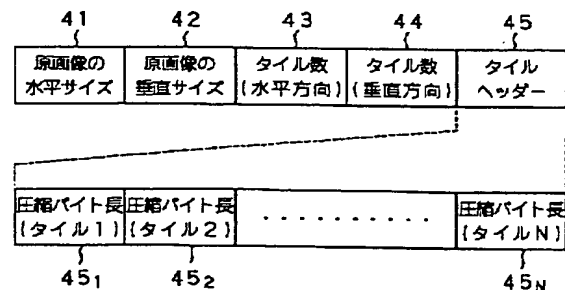 41 42 43 44 45
原画像の 原画像の タイル数 タイル数 タイル
水平サイズ 垂直サイズ (水平方向) (垂直方向) ヘッダー
圧縮バイト長 圧縮バイト長 ·········· 圧縮バイト長
(タイル1) (タイル2) (タイルN)
45₁ 45₂ 45N